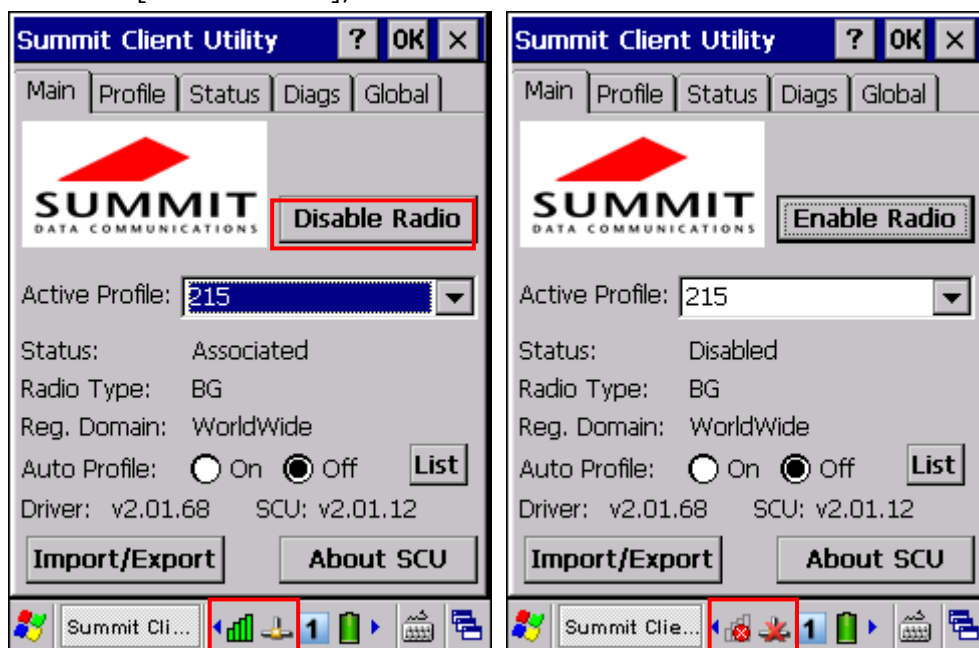 Summit Client Utility ? OK ×
Main Profile Status Diags Global
SUMMIT
DATA COMMUNICATIONS
Disable Radio
Active Profile: 215
Status: Associated
Radio Type: BG
Reg. Domain: WorldWide
Auto Profile: On Off List
Driver: v2.01.68 SCU: v2.01.12
Import/Export About SCU
Summit Cli... 1
Summit Client Utility ? OK ×
Main Profile Status Diags Global
SUMMIT
DATA COMMUNICATIONS
Enable Radio
Active Profile: 215
Status: Disabled
Radio Type: BG
Reg. Domain: WorldWide
Auto Profile: On Off List
Driver: v2.01.68 SCU: v2.01.12
Import/Export About SCU
Summit Clie... 1